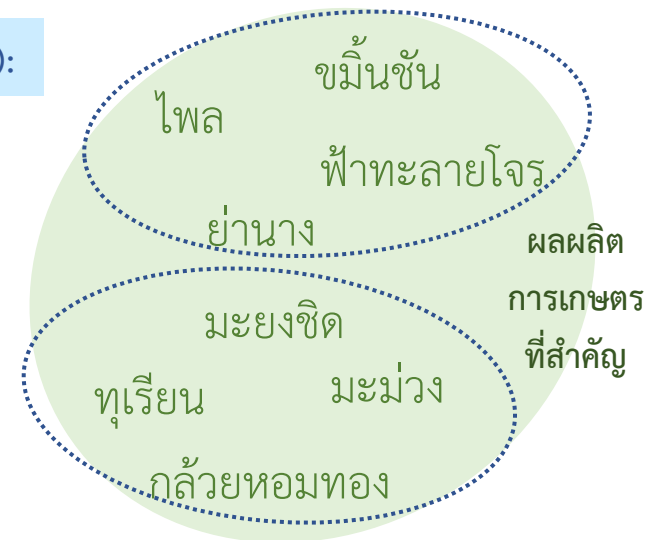 ):
ขมิ้นชัน
ไพล
ฟ้าทะลายโจร
ย่านาง
ผลผลิต
การเกษตร
ที่สำคัญ
มะยงชิด
ทุเรียน
มะม่วง
กล้วยหอมทอง